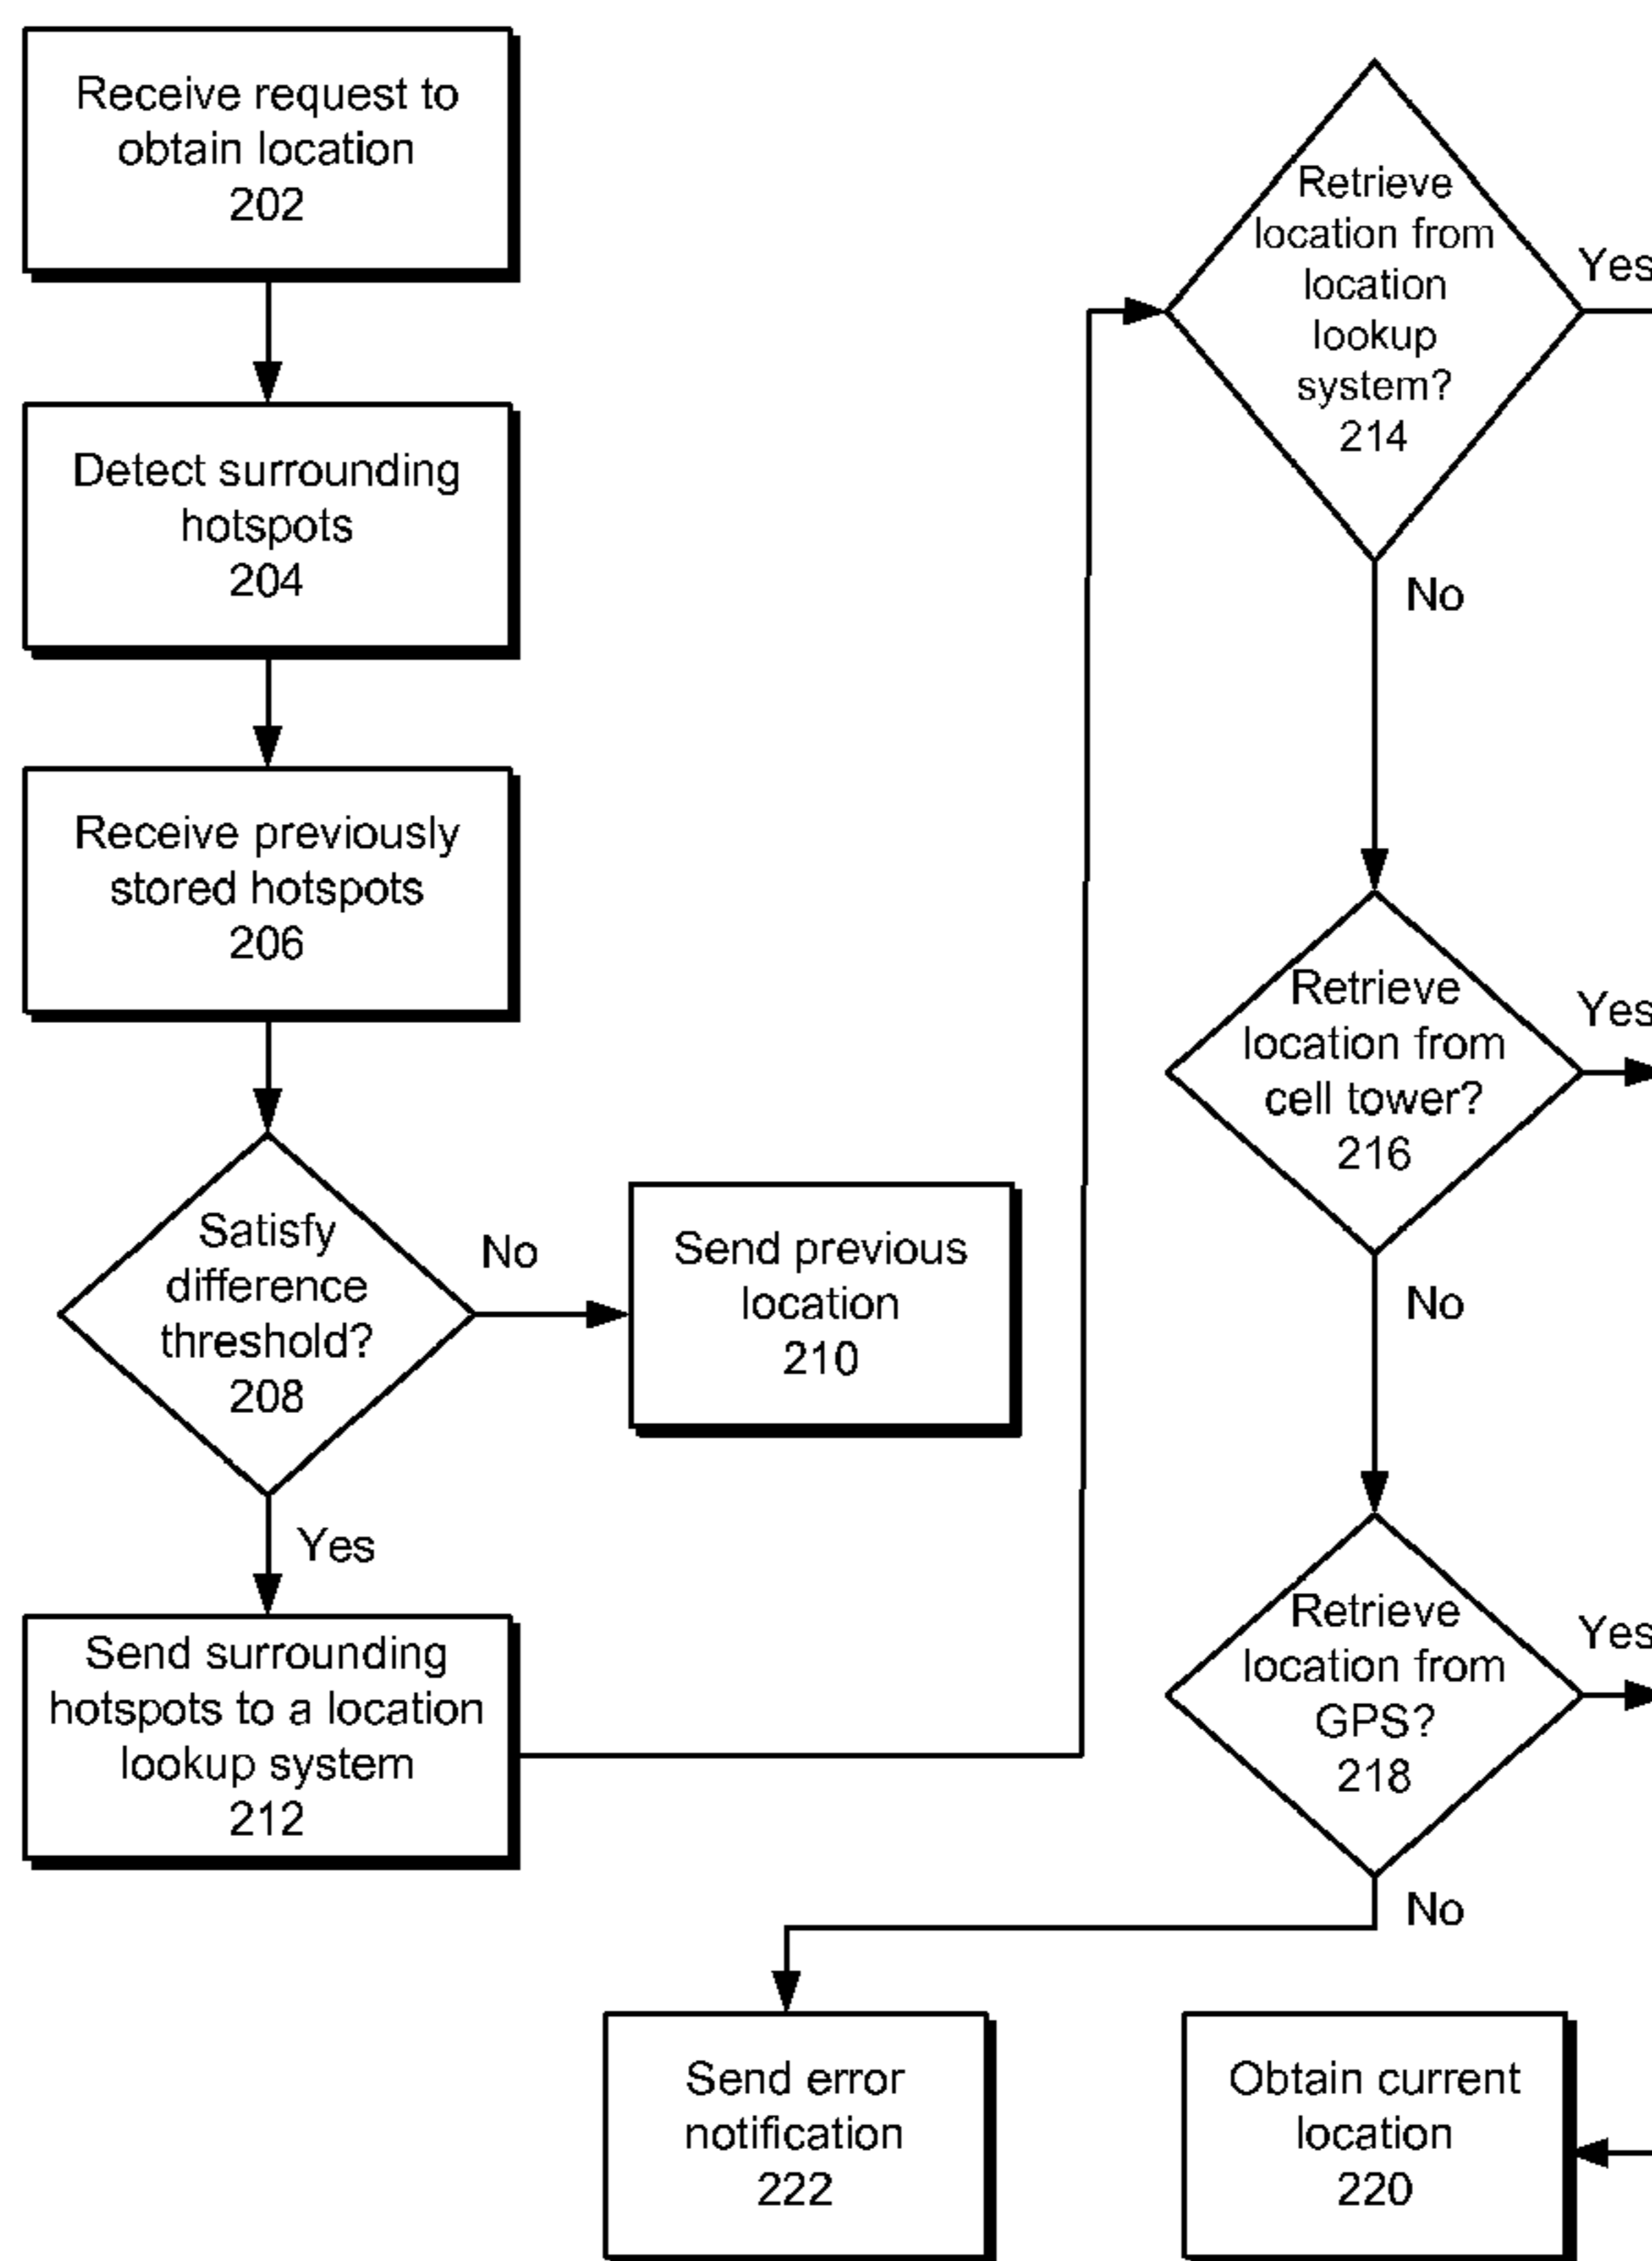 Receive request to
obtain location
202
Detect surrounding
hotspots
204
Receive previously
stored hotspots
206
Satisfy
difference
threshold?
208
No
Send previous
location
210
Yes
Send surrounding
hotspots to a location
lookup system
212
Retrieve
location from
location
lookup
system?
214
Yes
No
Retrieve
location from
cell tower?
216
Yes
No
Retrieve
location from
GPS?
218
Yes
No
Send error
notification
222
Obtain current
location
220